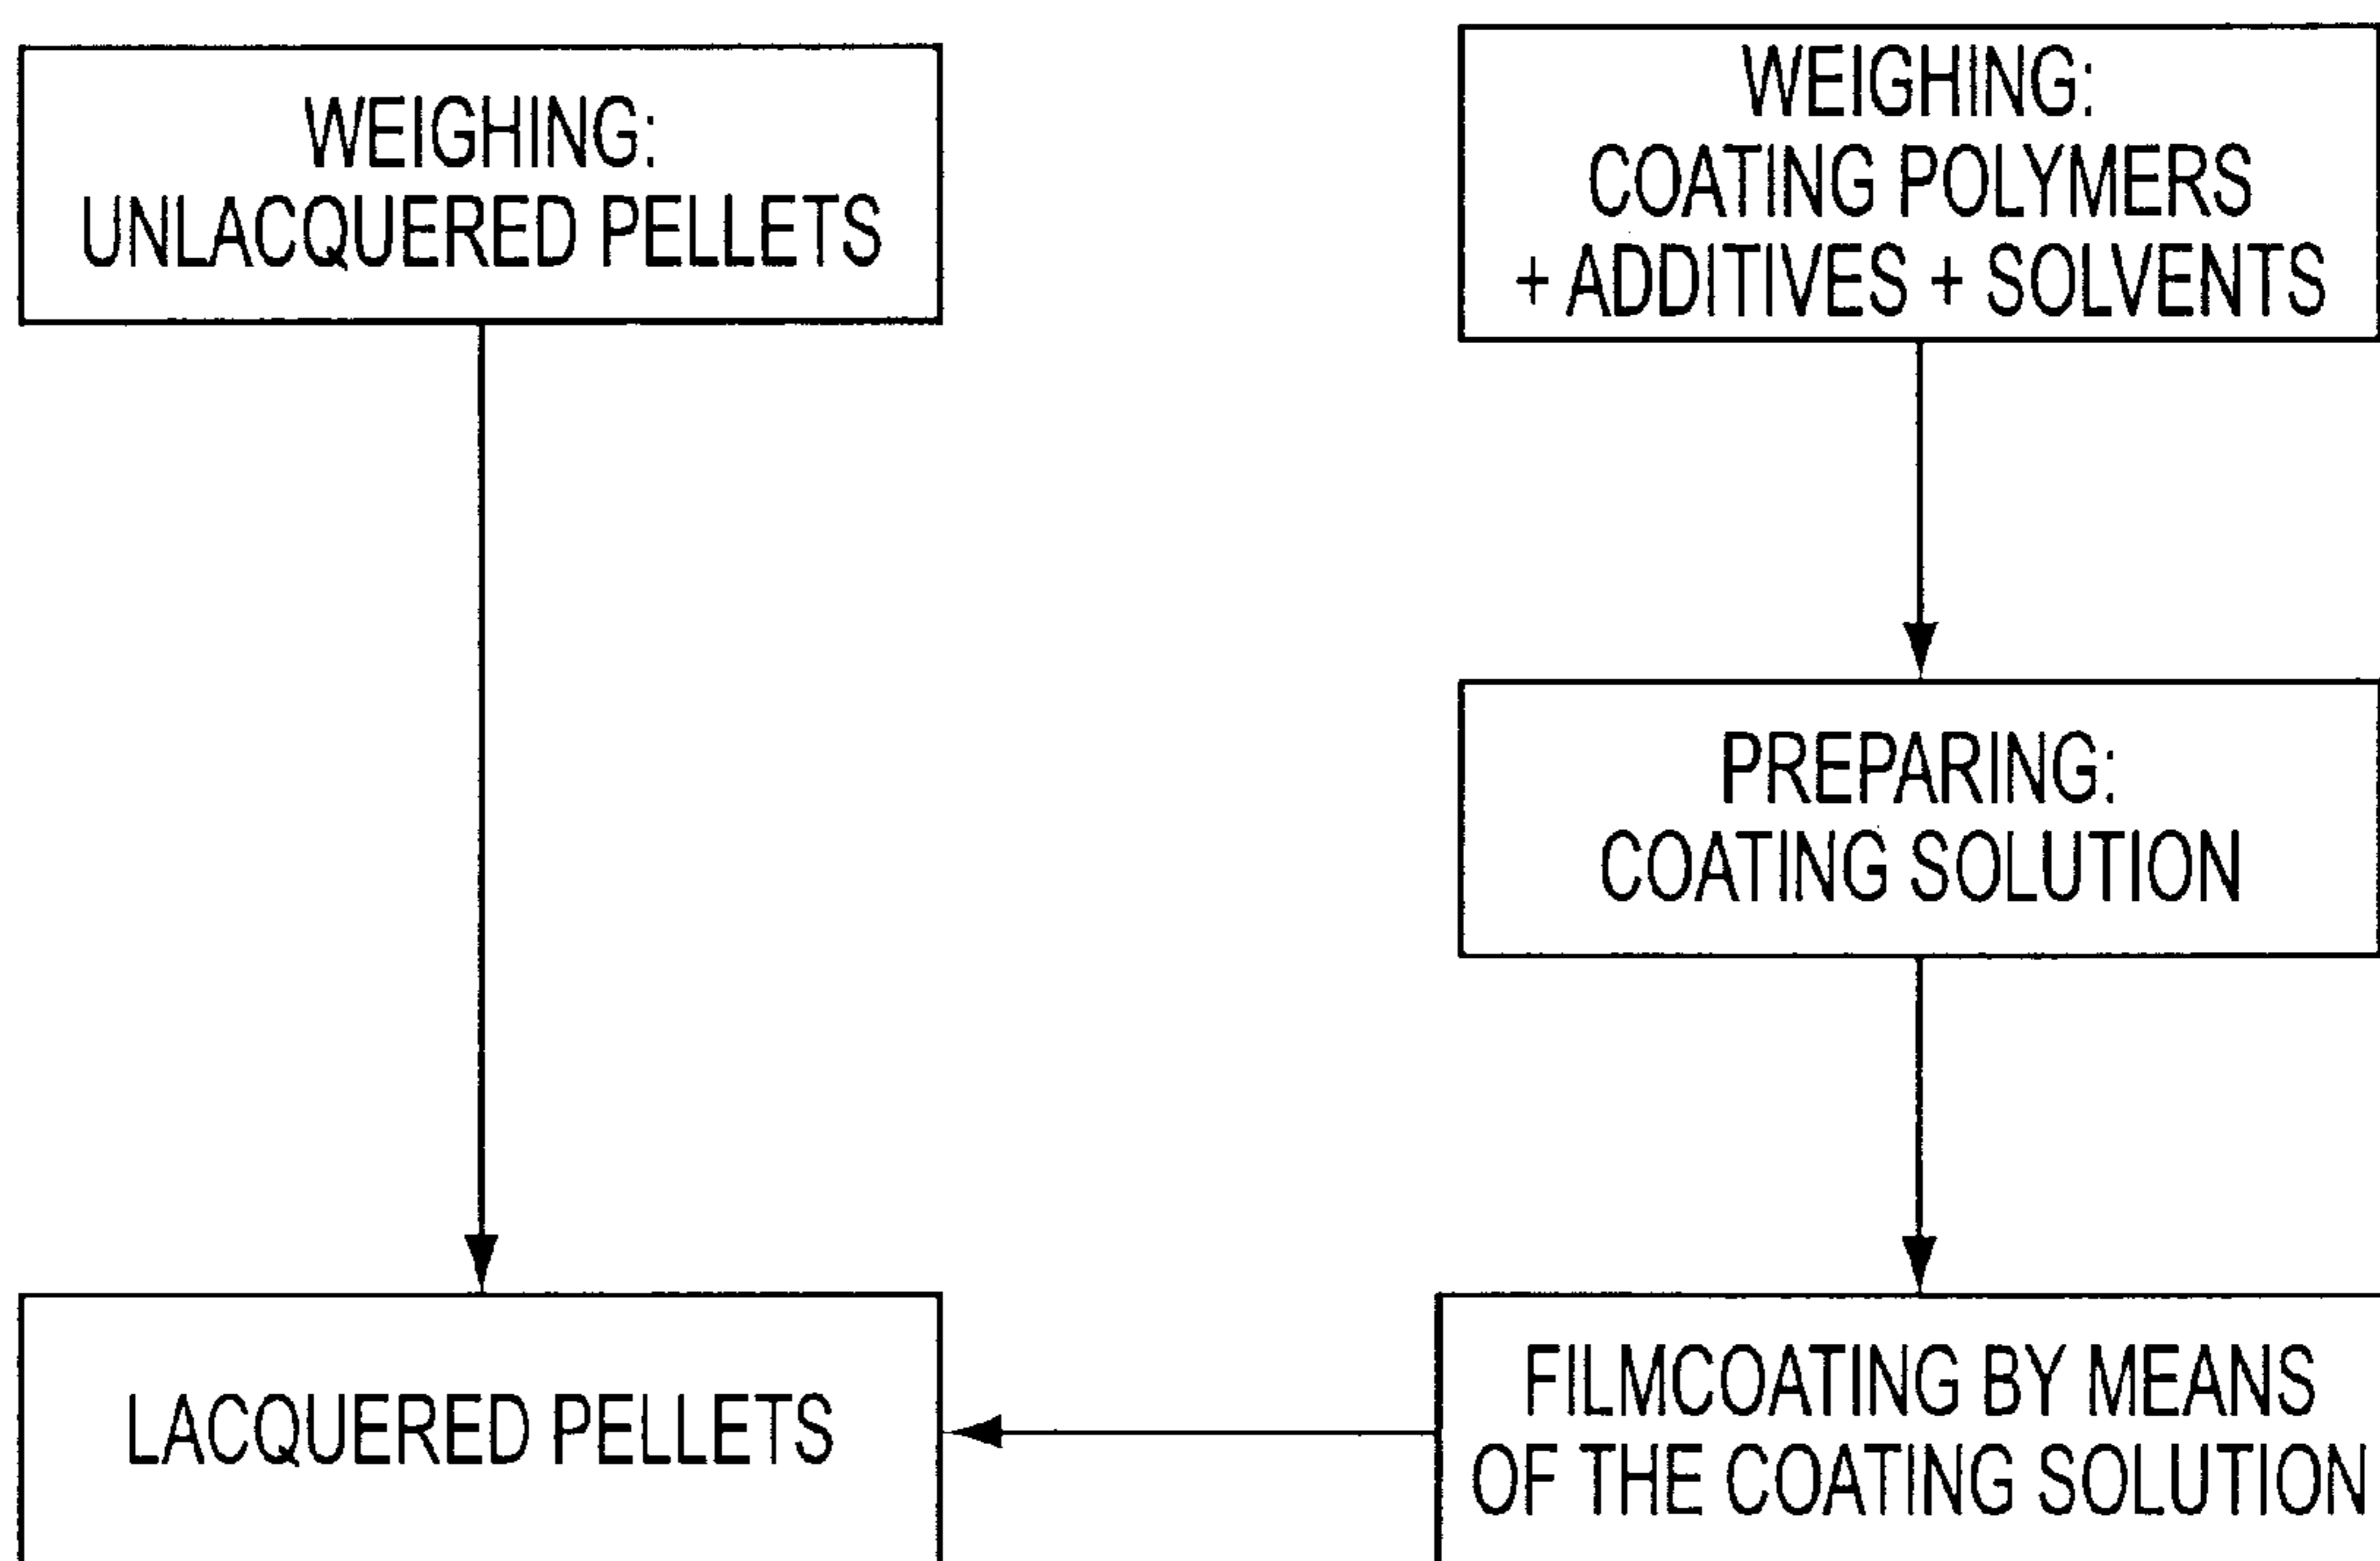 WEIGHING:
UNLACQUERED PELLETS
WEIGHING:
COATING POLYMERS
+ ADDITIVES + SOLVENTS
PREPARING:
COATING SOLUTION
LACQUERED PELLETS
FILMCOATING BY MEANS
OF THE COATING SOLUTION